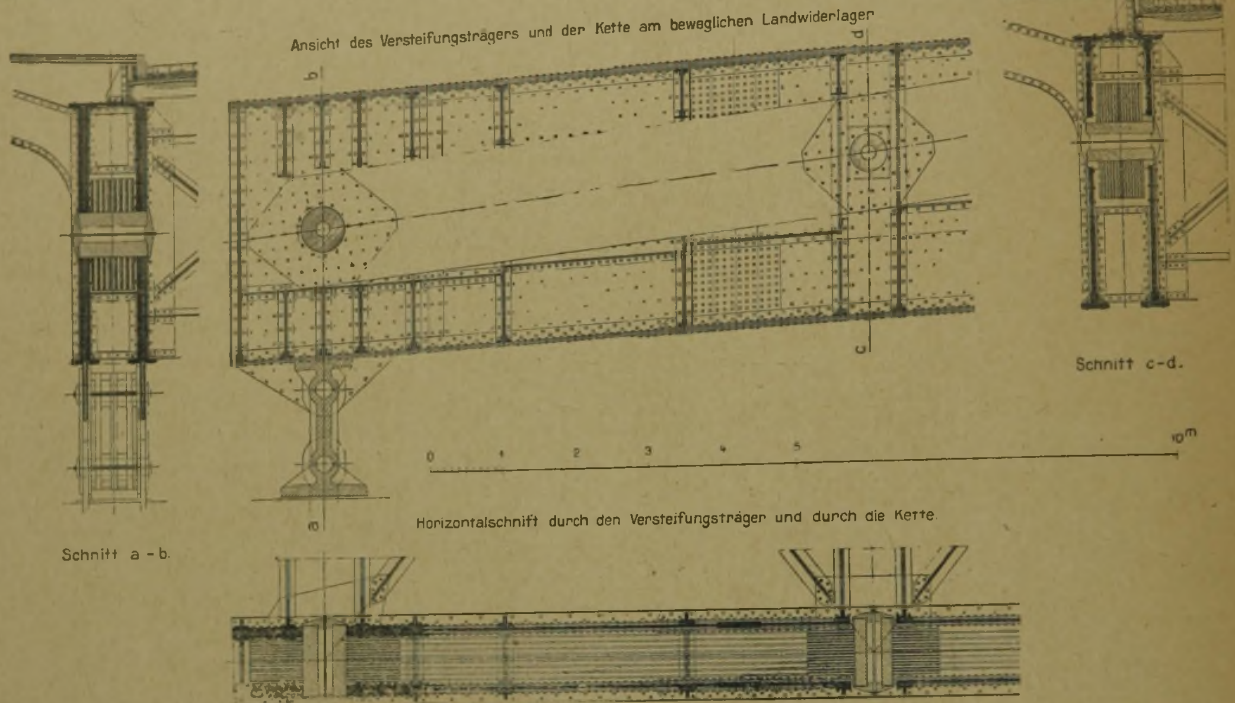 Ansicht des Versteifungsträgers und der Kette am beweglichen Landwiderlager
b
d
c
Schnitt c-d.
0 1 2 3 4 5 10m
a
Horizontalschnitt durch den Versteifungsträger und durch die Kette.
Schnitt a - b.